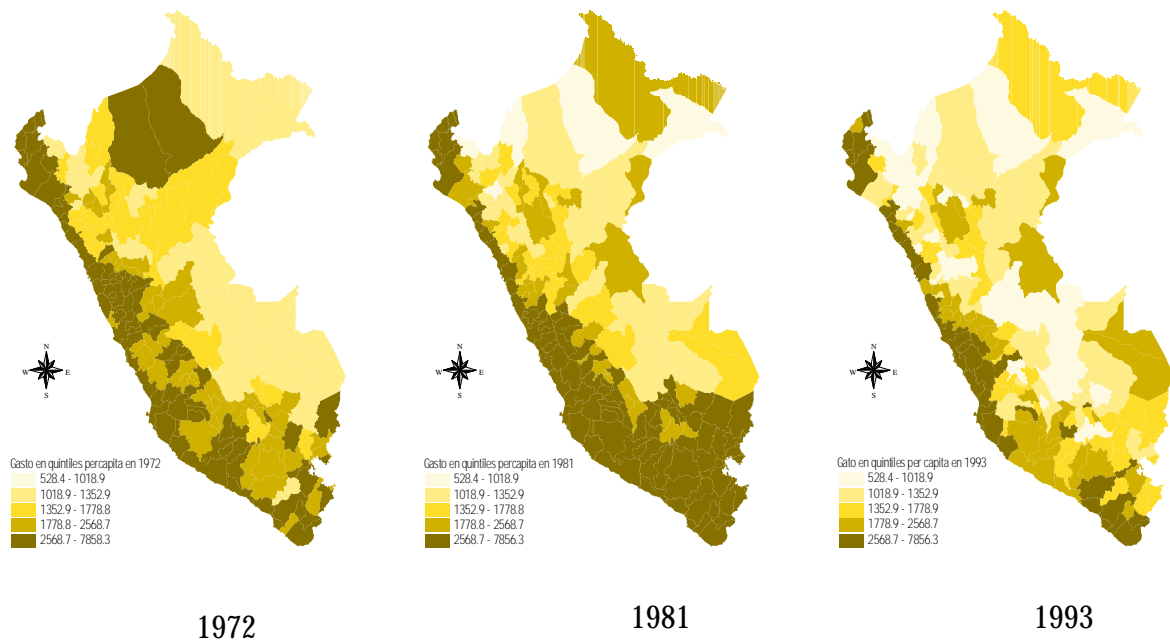 N
W E
S
Gasto en quintiles percapita en 1972
528.4 - 1018.9
1018.9 - 1352.9
1352.9 - 1778.8
1778.8 - 2568.7
2568.7 - 7858.3
1972
N
W E
S
Gasto en quintiles percapita en 1981
528.4 - 1018.9
1018.9 - 1352.9
1352.9 - 1778.8
1778.8 - 2568.7
2568.7 - 7856.3
1981
N
W E
S
Gato en quintiles per capita en 1993
528.4 - 1018.9
1018.9 - 1352.9
1352.9 - 1778.9
1778.9 - 2568.7
2568.7 - 7856.3
1993